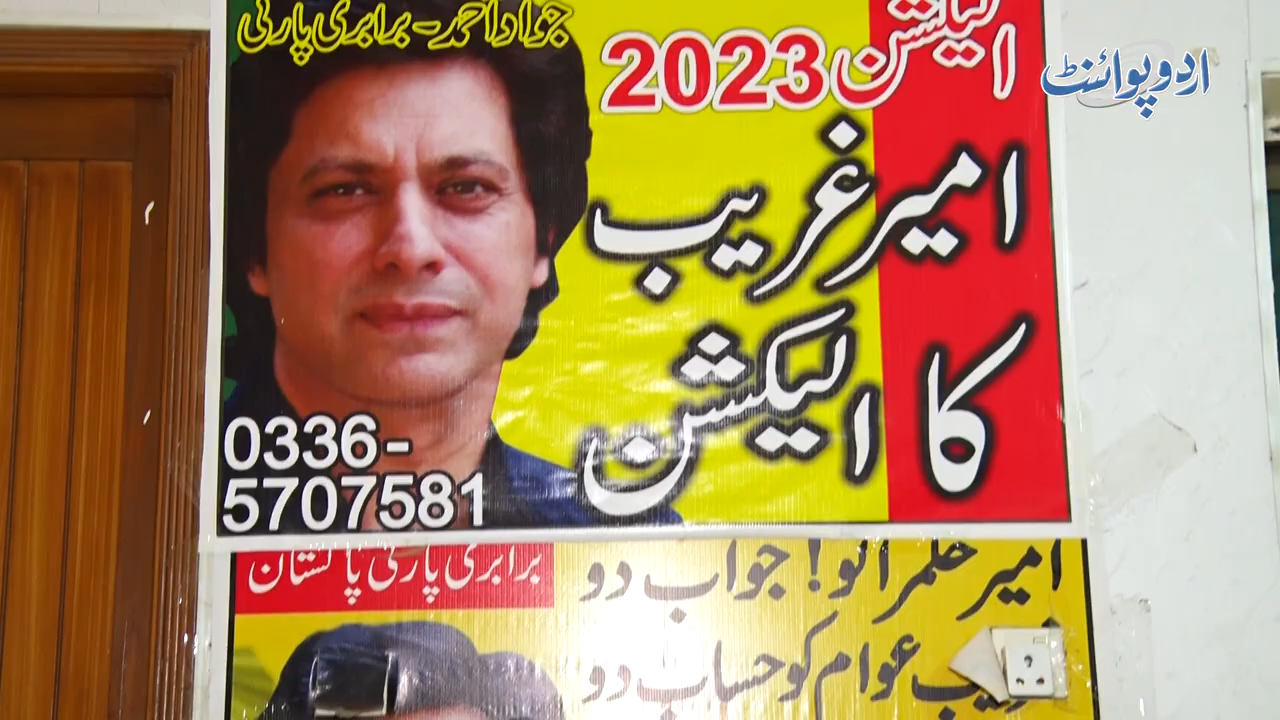 جواد احمد - برابری پارٹی
الیکشن 2023
امیر غریب
کا الیکشن
0336-
5707581
اردو پوائنٹ
برابری پارٹی پاکستان
امیر حکمرانو! جواب دو
عوام کو حساب دو